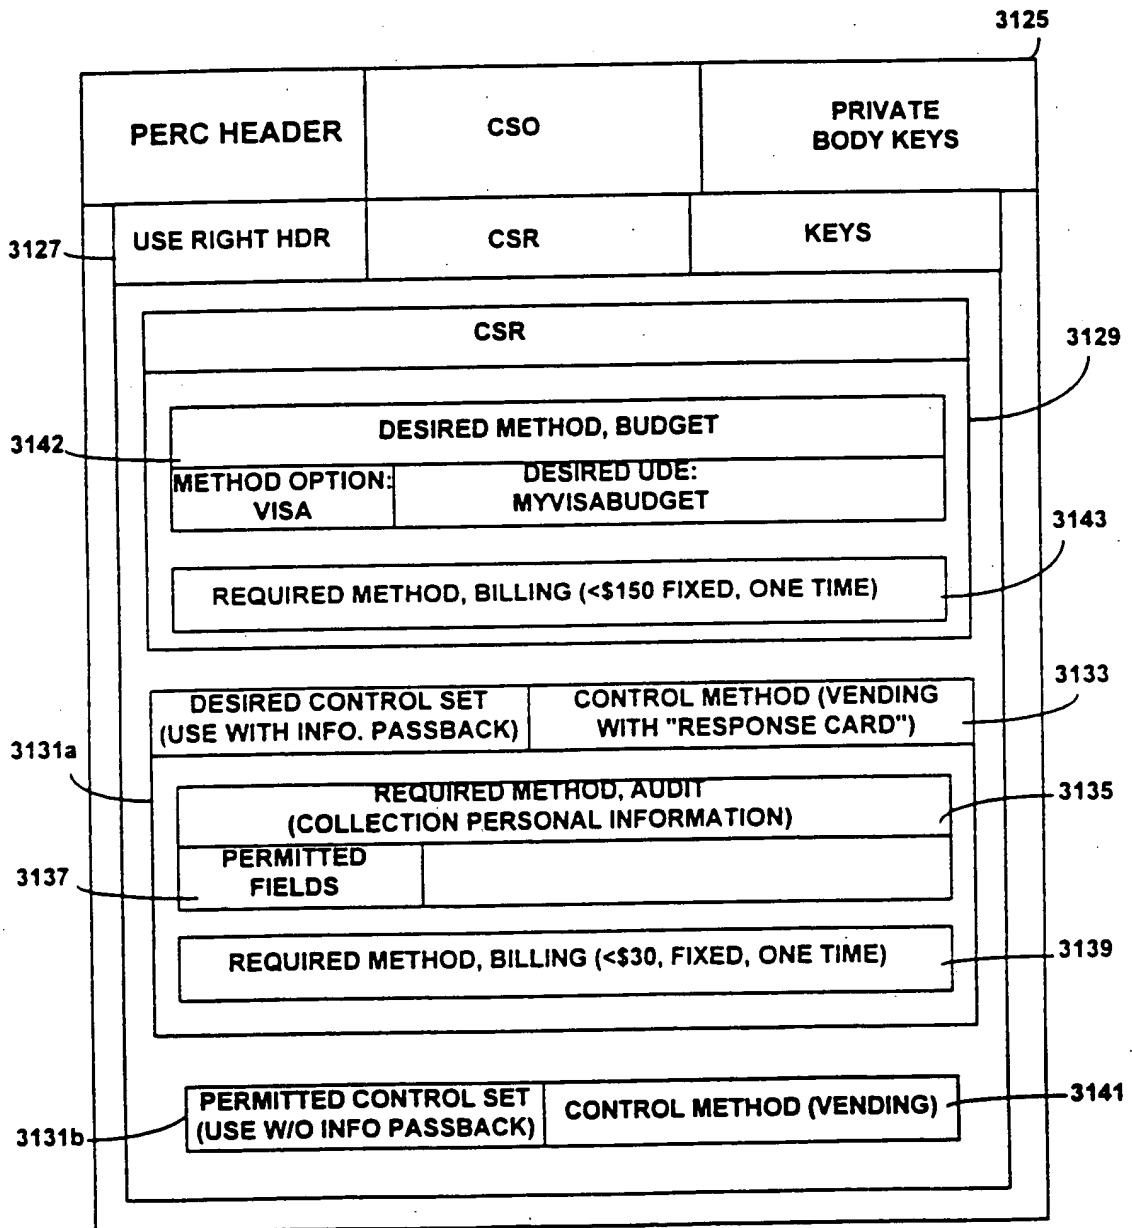 3125
PERC HEADER
CSO
PRIVATE
BODY KEYS
3127
USE RIGHT HDR
CSR
KEYS
CSR
3129
3142
DESIRED METHOD, BUDGET
METHOD OPTION:
VISA
DESIRED UDE:
MYVISABUDGET
3143
REQUIRED METHOD, BILLING (<$150 FIXED, ONE TIME)
3133
DESIRED CONTROL SET
(USE WITH INFO. PASSBACK)
CONTROL METHOD (VENDING
WITH "RESPONSE CARD")
3131a
REQUIRED METHOD, AUDIT
(COLLECTION PERSONAL INFORMATION)
3135
3137
PERMITTED
FIELDS
REQUIRED METHOD, BILLING (<$30, FIXED, ONE TIME)
3139
PERMITTED CONTROL SET
(USE W/O INFO PASSBACK)
CONTROL METHOD (VENDING)
3141
3131b